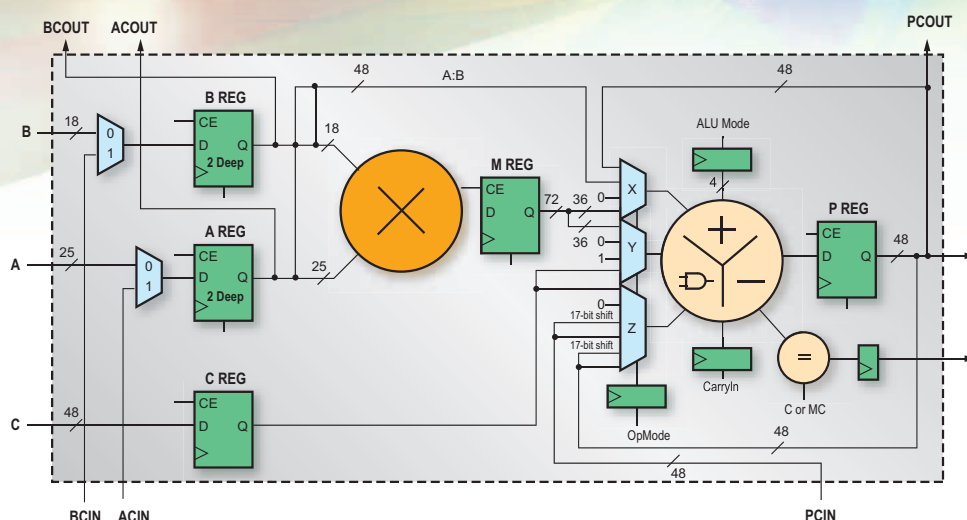 BCOUT ACOUT PCOUT
48 A:B 48
B REG
B 18 0 1 CE D Q 2 Deep 18
ALU Mode
4
M REG
CE D Q 72 36 36
0 X
0 1 Y
0 Z
17-bit shift
17-bit shift
A REG
A 25 0 1 CE D Q 2 Deep 25
P REG
CE D Q 48
=
C or MC
CarryIn
OpMode
C REG
C 48 CE D Q
48
48
BCIN ACIN PCIN